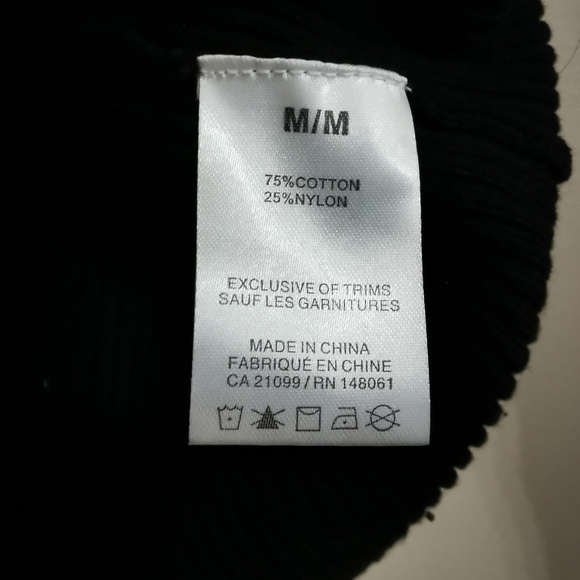 M/M
75%COTTON
25%NYLON
EXCLUSIVE OF TRIMS
SAUF LES GARNITURES
MADE IN CHINA
FABRIQUÉ EN CHINE
CA 21099/RN 148061